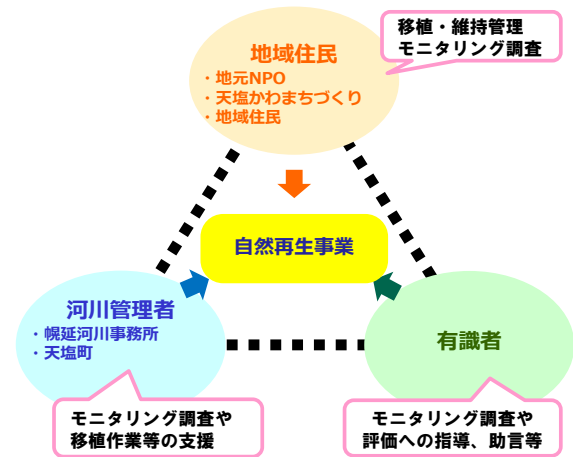 移植・維持管理
モニタリング調査
地域住民
・地元NPO
・天塩かわまちづくり
・地域住民
自然再生事業
河川管理者
・幌延河川事務所
・天塩町
有識者
モニタリング調査や
移植作業等の支援
モニタリング調査や
評価への指導、助言等